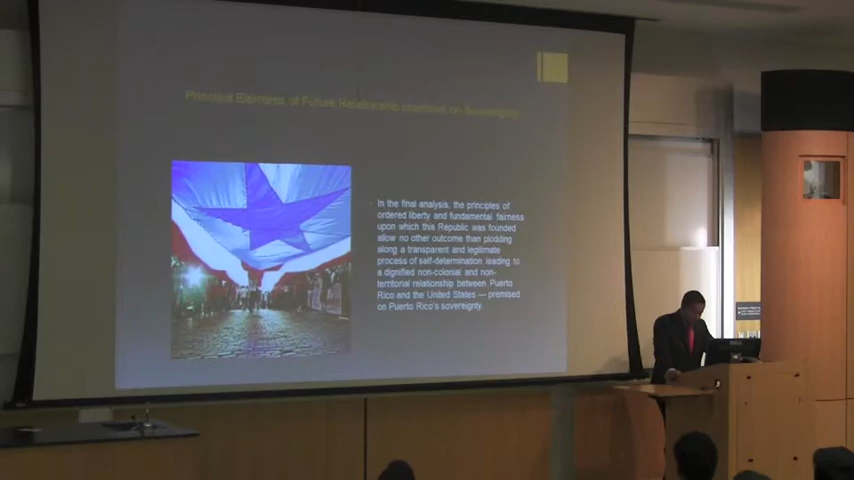 Principal Elements of Future Relationship premised on Sovereignty
In the final analysis, the principles of
ordered liberty and fundamental fairness
upon which this Republic was founded
allow no other outcome than plodding
along a transparent and legitimate
process of self-determination leading to
a dignified non-colonial and non-
territorial relationship between Puerto
Rico and the United States — premised
on Puerto Rico's sovereignty.
DELL